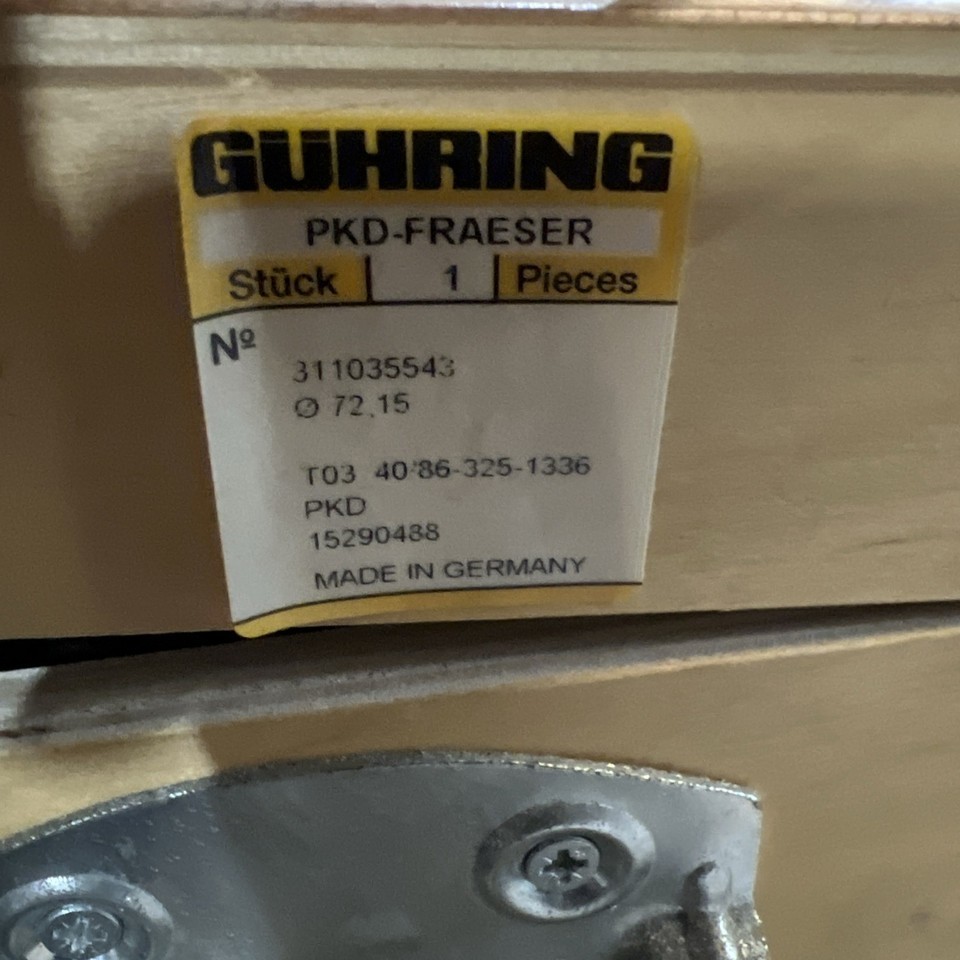 GÜHRING
PKD-FRAESER
Stück 1 Pieces
Nº
311035543
Ø 72,15
T03 40'86-325-1336
PKD
15290488
MADE IN GERMANY